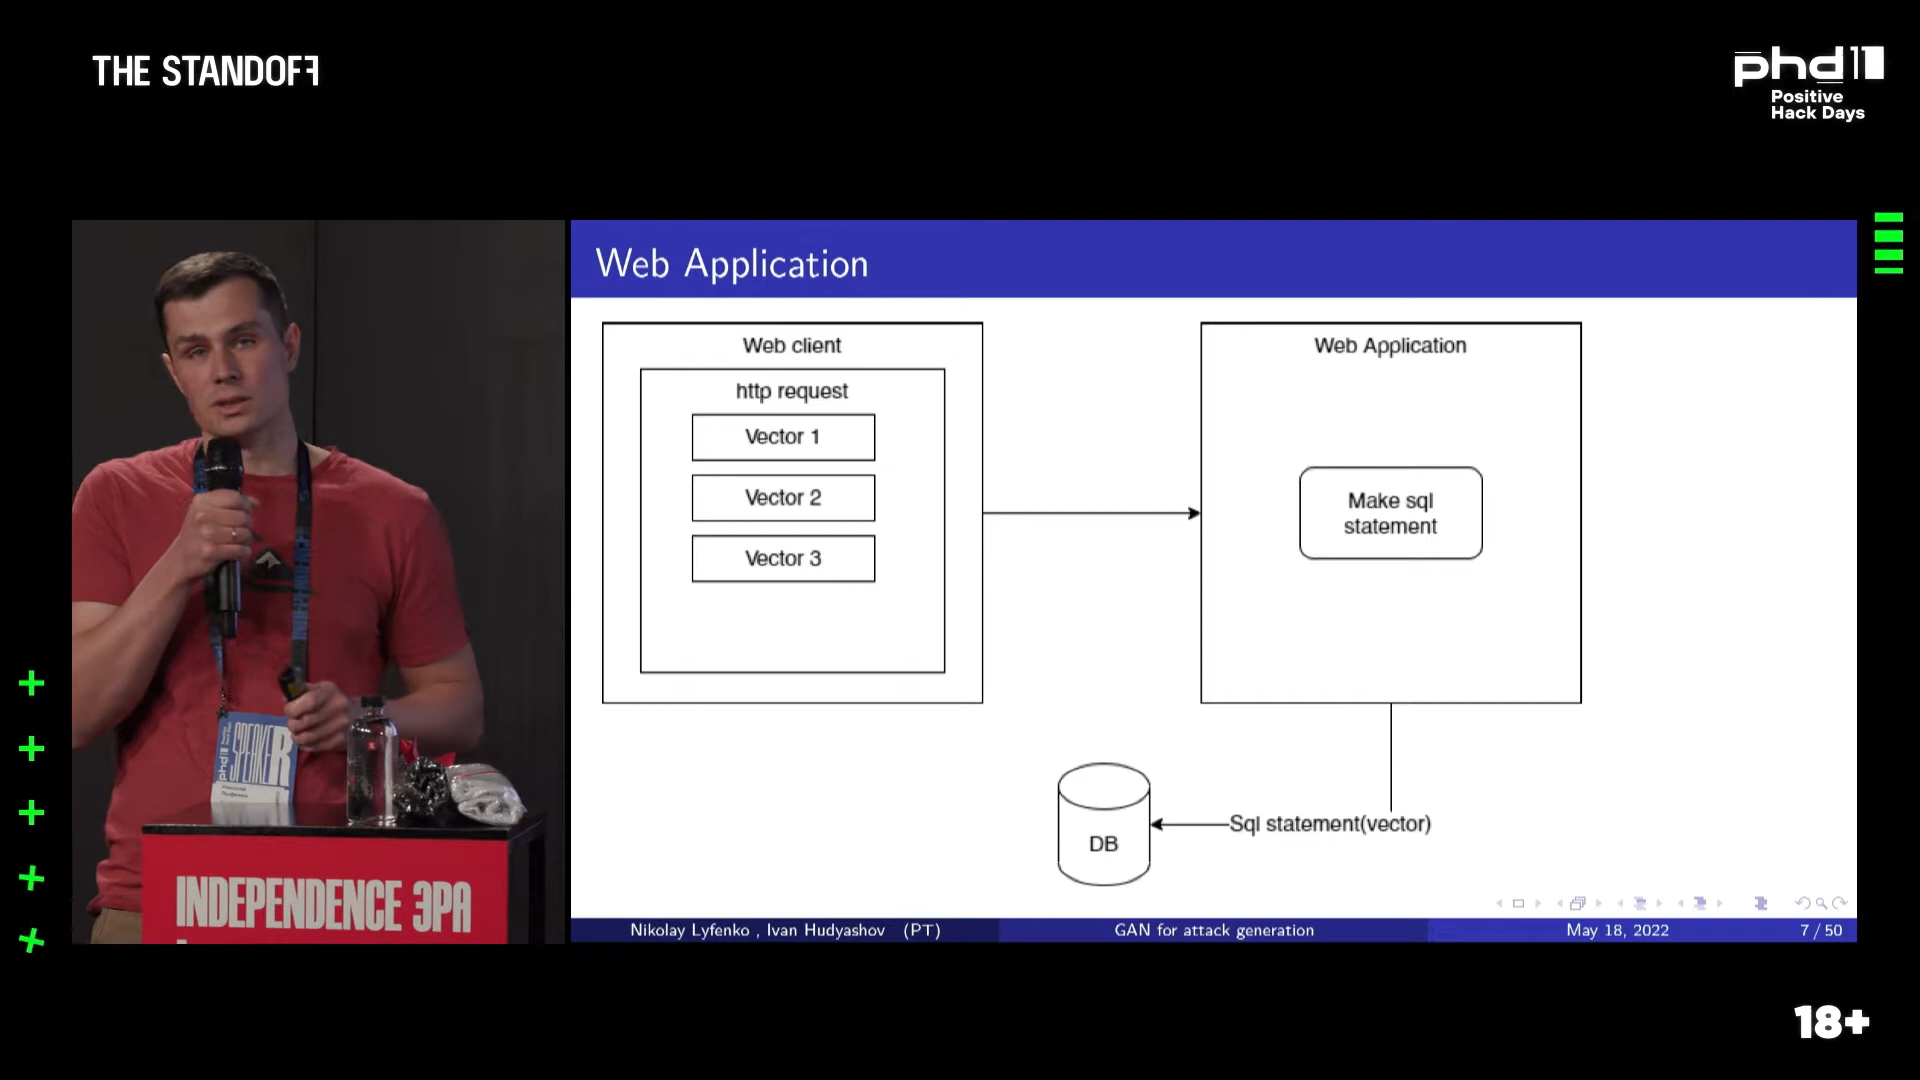 THE STANDOFF
phd11
Positive
Hack Days
Web Application
Web client
http request
Vector 1
Vector 2
Vector 3
Web Application
Make sql
statement
Sql statement(vector)
DB
Nikolay Lyfenko , Ivan Hudyashov (PT)
GAN for attack generation
May 18, 2022
7 / 50
SPEAKER
INDEPENDENCE ЭРА
18+